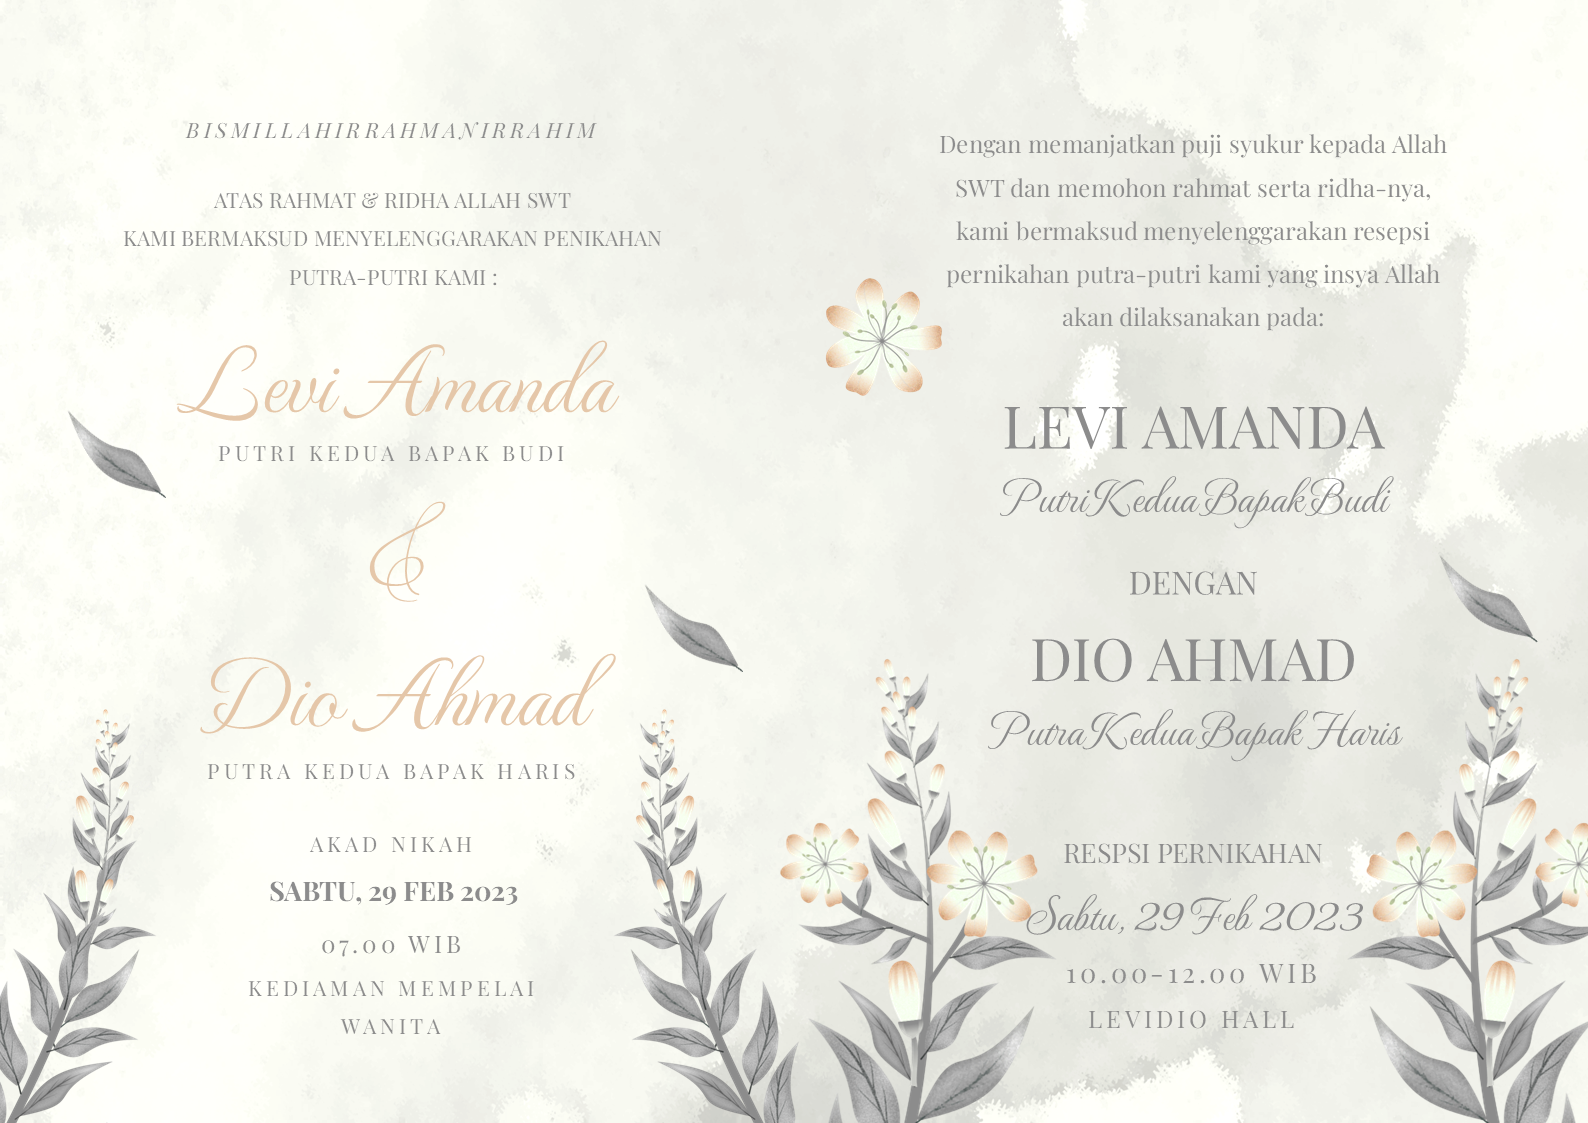 BISMILLAHIRRAHMANIRRAHIM
ATAS RAHMAT & RIDHA ALLAH SWT
KAMI BERMAKSUD MENYELENGGARAKAN PENIKAHAN
PUTRA-PUTRI KAMI :
Levi Amanda
PUTRI KEDUA BAPAK BUDI
&
Dio Ahmad
PUTRA KEDUA BAPAK HARIS
AKAD NIKAH
SABTU, 29 FEB 2023
07.00 WIB
KEDIAMAN MEMPELAI
WANITA
Dengan memanjatkan puji syukur kepada Allah
SWT dan memohon rahmat serta ridha-nya,
kami bermaksud menyelenggarakan resepsi
pernikahan putra-putri kami yang insya Allah
akan dilaksanakan pada:
LEVI AMANDA
Putri Kedua Bapak Budi
DENGAN
DIO AHMAD
Putra Kedua Bapak Haris
RESPSI PERNIKAHAN
Sabtu, 29 Feb 2023
10.00-12.00 WIB
LEVIDIO HALL